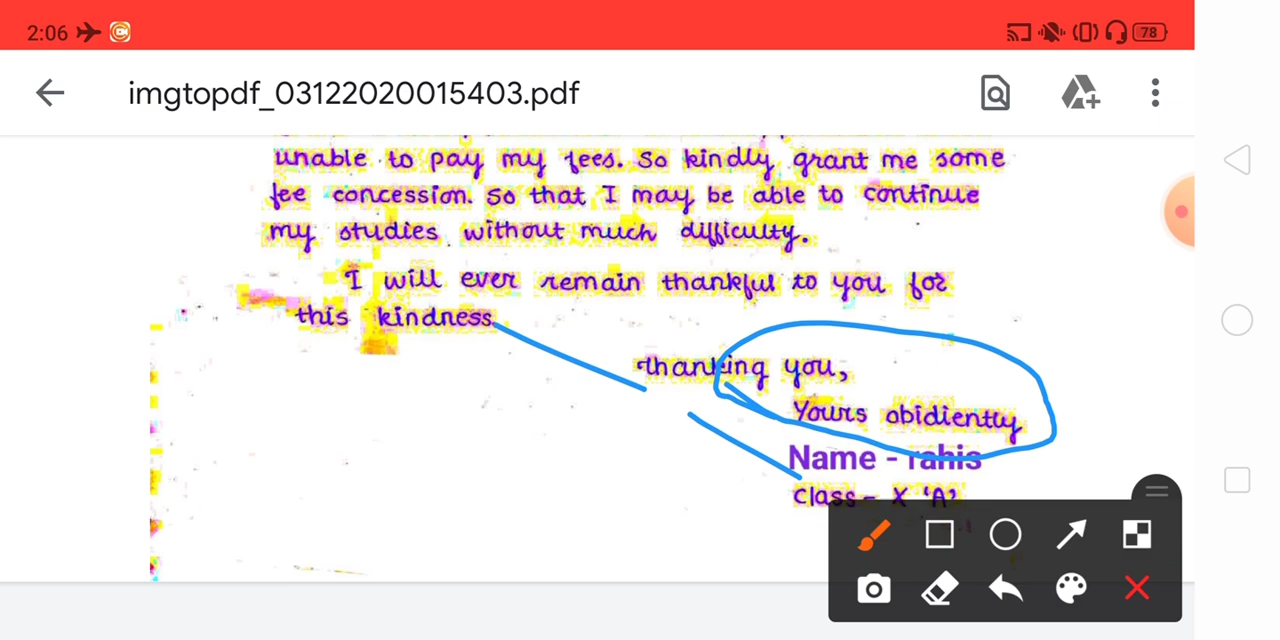 2:06
78
imgtopdf_03122020015403.pdf
unable to pay my fees. So kindly grant me some
fee concession. So that I may be able to continue
my studies without much difficulty.
I will ever remain thankful to you for
this kindness.
thanking you,
Yours obidiently
Name - rahis
Class - X 'A'